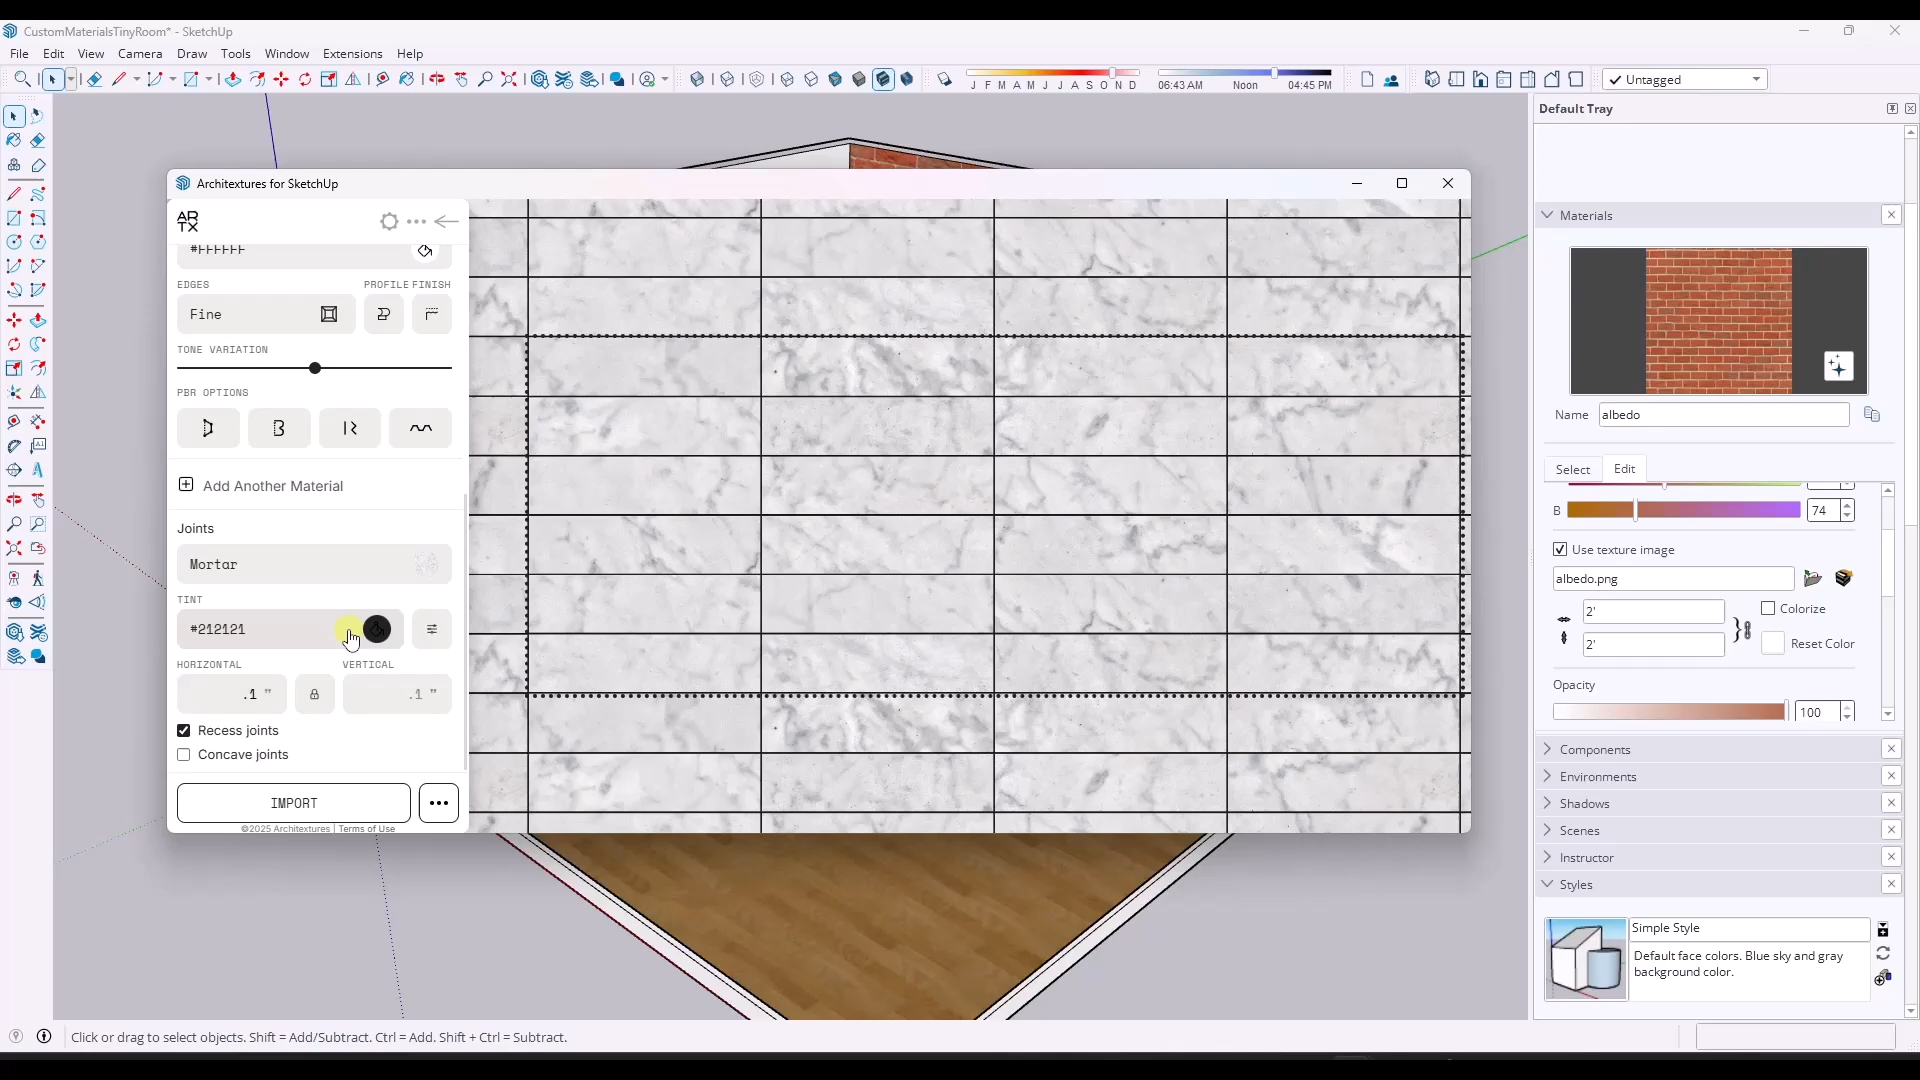 CustomMaterialsTinyRoom* - SketchUp
File Edit View Camera Draw Tools Window Extensions Help
J F M A M J J A S O N D
06:43 AM Noon 04:45 PM
Untagged
Default Tray
Architextures for SketchUp
AR
TX
#FFFFFF
EDGES PROFILE FINISH
Fine
TONE VARIATION
PBR OPTIONS
Add Another Material
Joints
Mortar
TINT
#212121
HORIZONTAL VERTICAL
.1 " .1 "
Recess joints
Concave joints
IMPORT
©2025 Architextures | Terms of Use
Materials
Name albedo
Select Edit
B 74
Use texture image
albedo.png
2' Colorize
2' Reset Color
Opacity
100
Components
Environments
Shadows
Scenes
Instructor
Styles
Simple Style
Default face colors. Blue sky and gray
background color.
Click or drag to select objects. Shift = Add/Subtract. Ctrl = Add. Shift + Ctrl = Subtract.